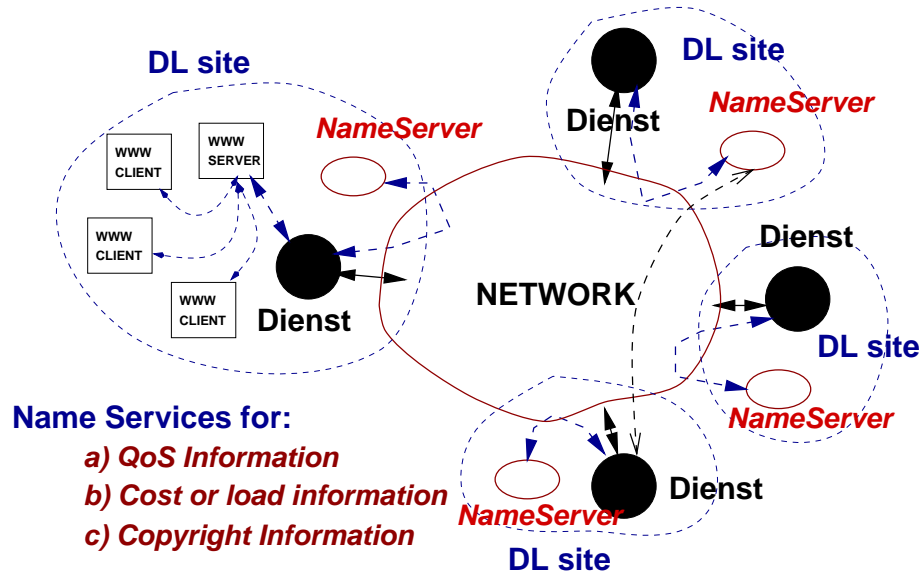 DL site
DL site
NameServer
Dienst
NameServer
WWW
CLIENT
WWW
SERVER
WWW
CLIENT
WWW
CLIENT
Dienst
NETWORK
Dienst
DL site
NameServer
Name Services for:
a) QoS Information
b) Cost or load information
c) Copyright Information
NameServer
Dienst
DL site